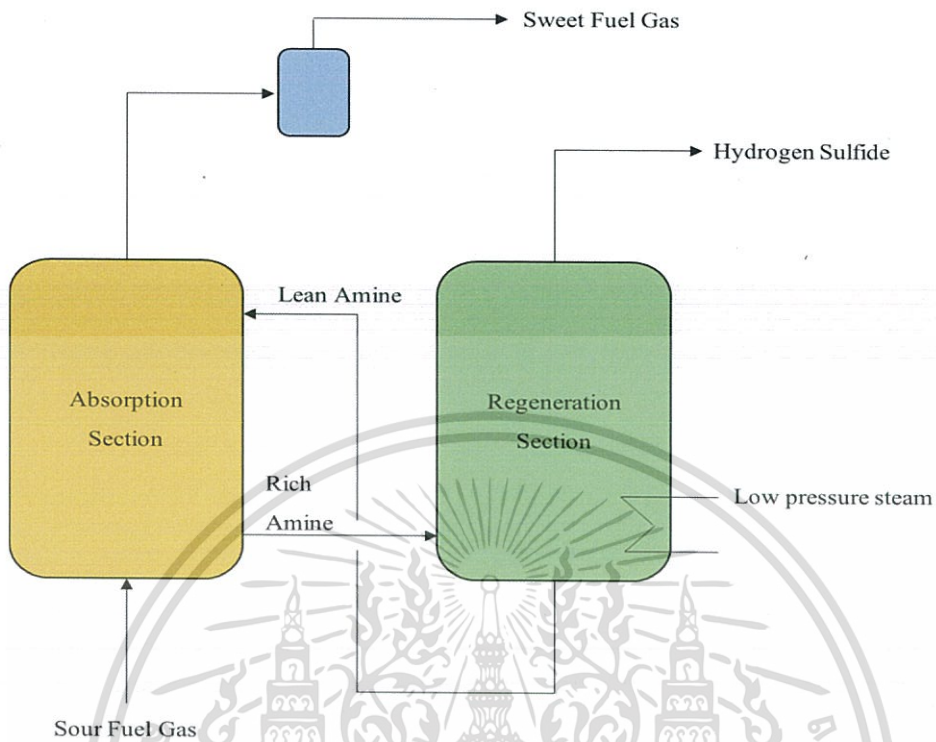 Sweet Fuel Gas
Hydrogen Sulfide
Lean Amine
Absorption
Section
Regeneration
Section
Rich
Amine
Low pressure steam
Sour Fuel Gas